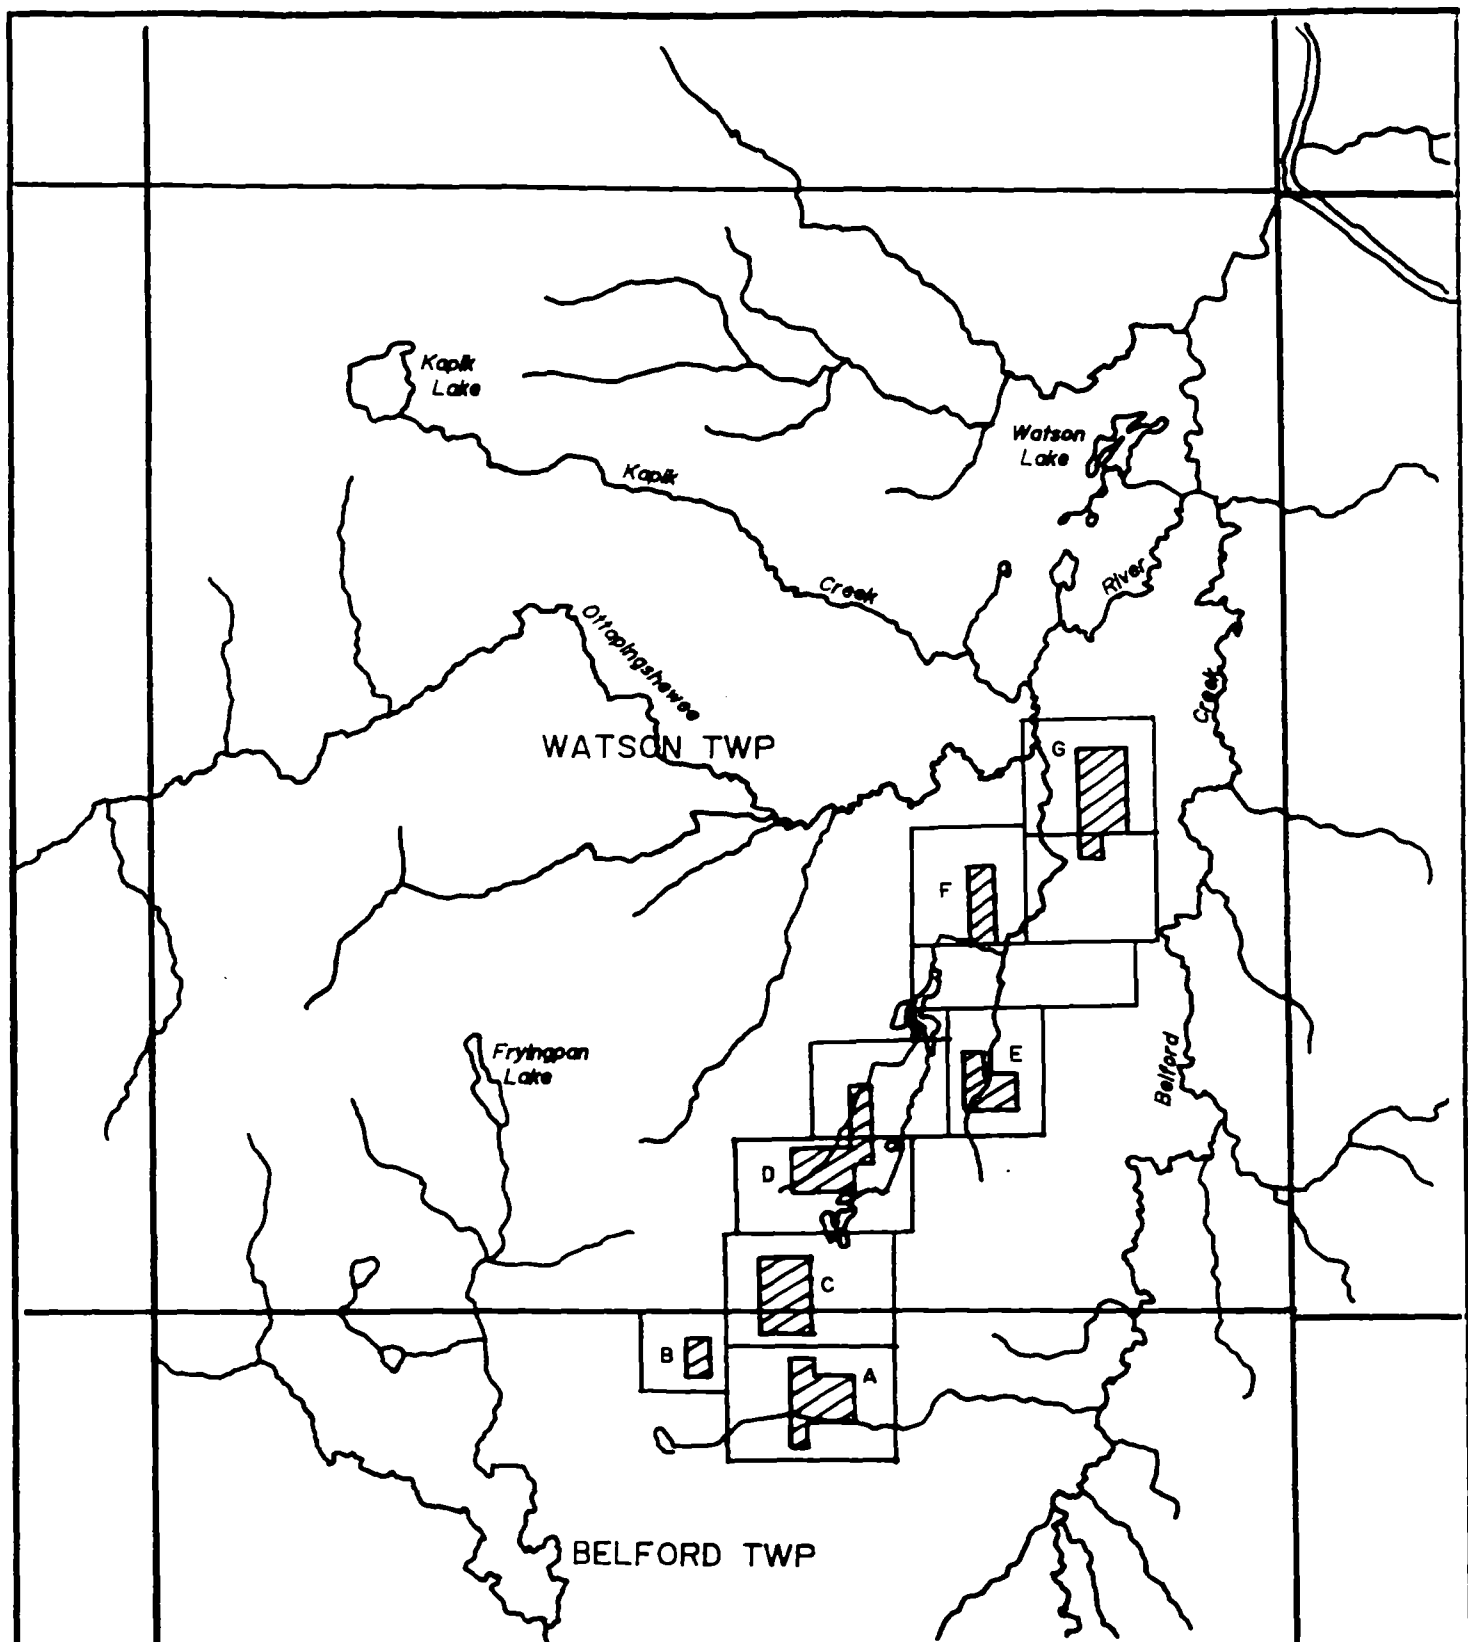 Kapik
Lake
Watson
Lake
Kapik
Creek
River
Ottapingshewee
Creek
WATSON TWP
G
F
Fryingpan
Lake
E
Belford
D
C
B
A
BELFORD TWP